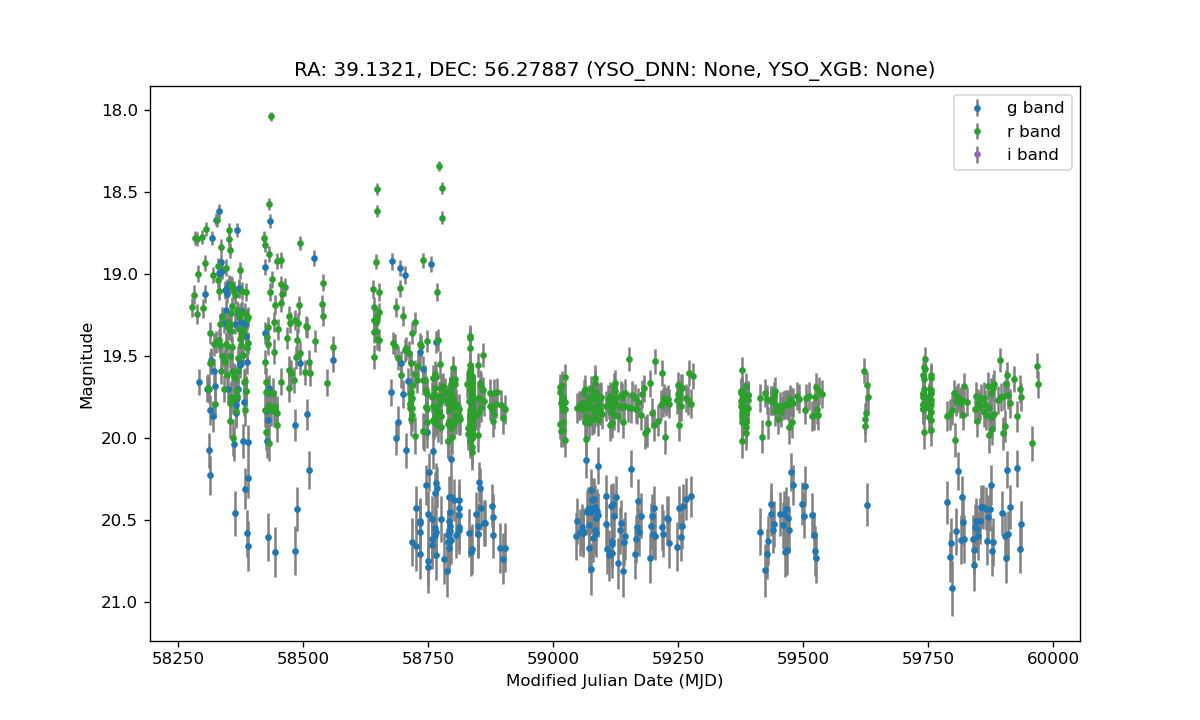 RA: 39.1321, DEC: 56.27887 (YSO_DNN: None, YSO_XGB: None)
g band
r band
i band
18.0
18.5
19.0
19.5
20.0
20.5
21.0
Magnitude
58250 58500 58750 59000 59250 59500 59750 60000
Modified Julian Date (MJD)